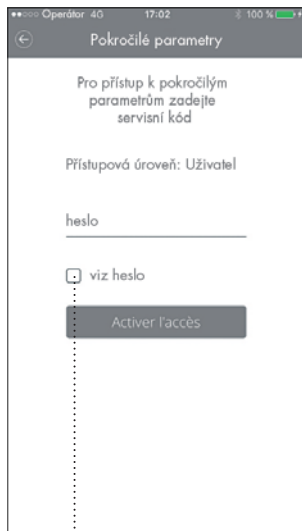 Operátor 4G 17:02 100 %
Pokročilé parametry
Pro přístup k pokročilým
parametrům zadejte
servisní kód
Přístupová úroveň: Uživatel
heslo
viz heslo
Activer l'accès